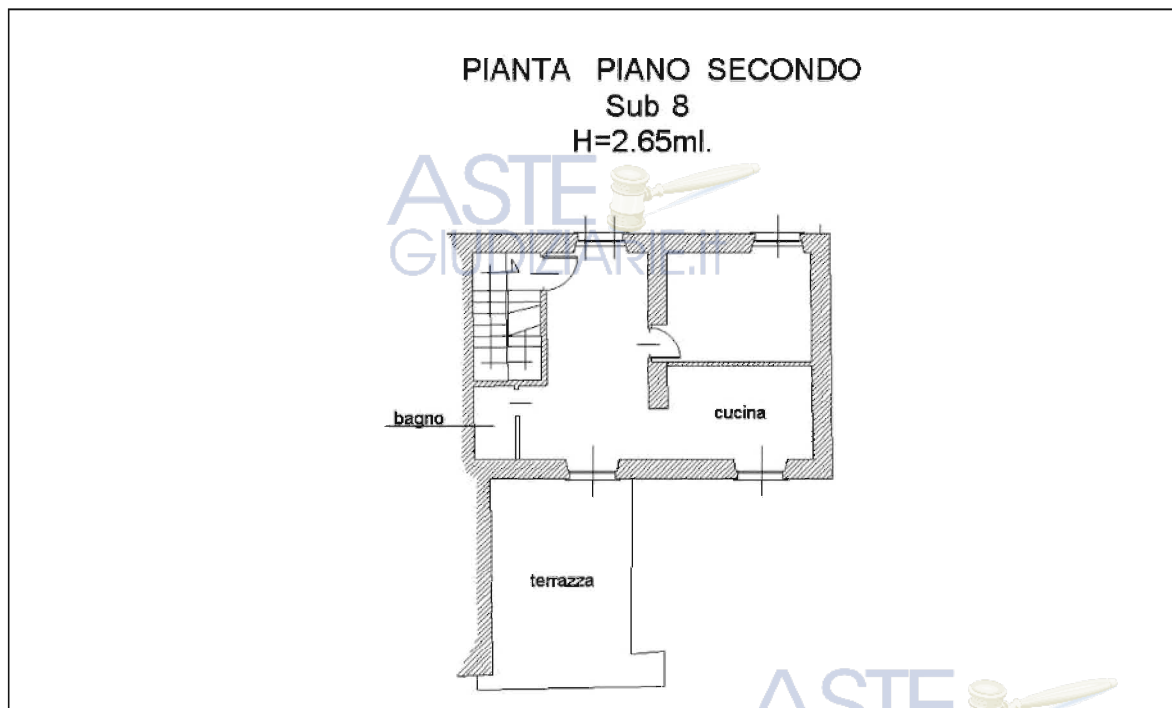 PIANTA PIANO SECONDO
Sub 8
H=2.65ml.
ASTE
GIUDIZIARIE.it
bagno
cucina
terrazza
ASTE